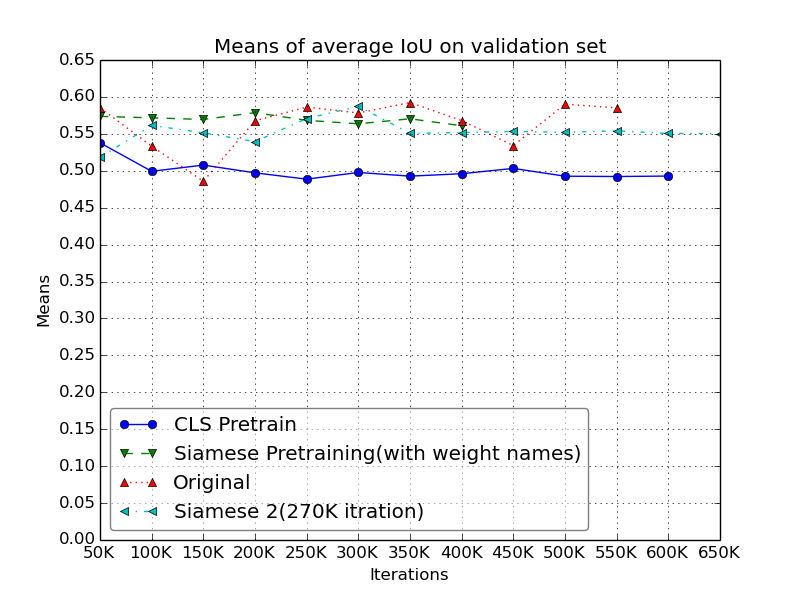 Means of average IoU on validation set
0.65
0.60
0.55
0.50
0.45
0.40
0.35
0.30
0.25
0.20
0.15
0.10
0.05
0.00
Means
CLS Pretrain
Siamese Pretraining(with weight names)
Original
Siamese 2(270K itration)
50K 100K 150K 200K 250K 300K 350K 400K 450K 500K 550K 600K 650K
Iterations